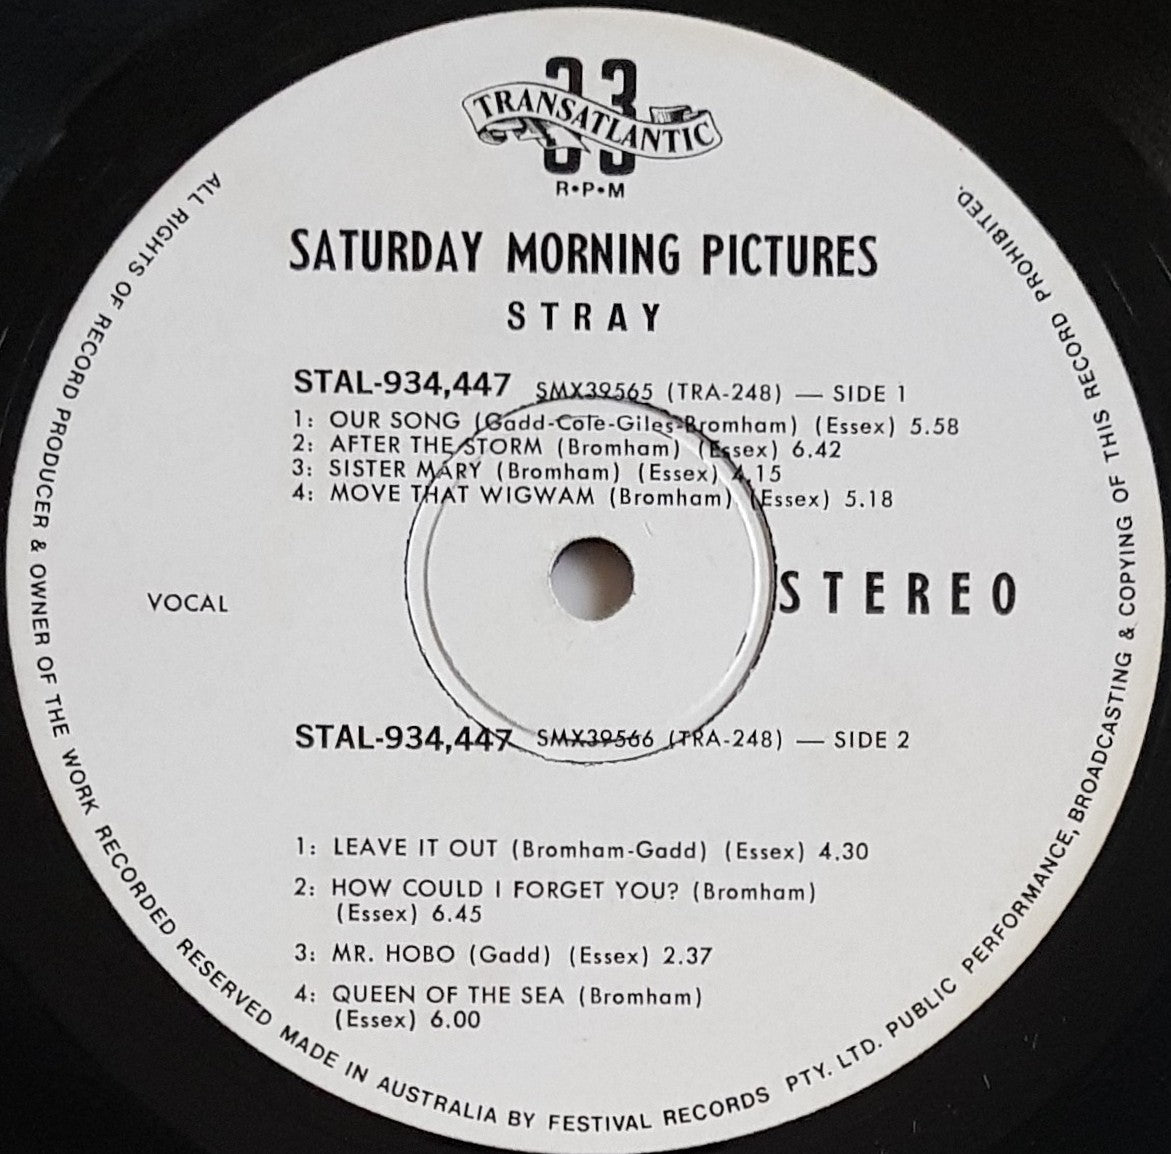 33
TRANSATLANTIC
R•P•M
SATURDAY MORNING PICTURES
STRAY
STAL-934,447 SMX39565 (TRA-248) — SIDE 1
1: OUR SONG (Gadd-Cole-Giles-Bromham) (Essex) 5.58
2: AFTER THE STORM (Bromham) (Essex) 6.42
3: SISTER MARY (Bromham) (Essex) 4.15
4: MOVE THAT WIGWAM (Bromham) (Essex) 5.18
VOCAL
STEREO
STAL-934,447 SMX39566 (TRA-248) — SIDE 2
1: LEAVE IT OUT (Bromham-Gadd) (Essex) 4.30
2: HOW COULD I FORGET YOU? (Bromham)
(Essex) 6.45
3: MR. HOBO (Gadd) (Essex) 2.37
4: QUEEN OF THE SEA (Bromham)
(Essex) 6.00
ALL RIGHTS OF RECORD PRODUCER & OWNER OF THE WORK RECORDED RESERVED MADE IN AUSTRALIA BY FESTIVAL RECORDS PTY. LTD. PUBLIC PERFORMANCE, BROADCASTING & COPYING OF THIS RECORD PROHIBITED.